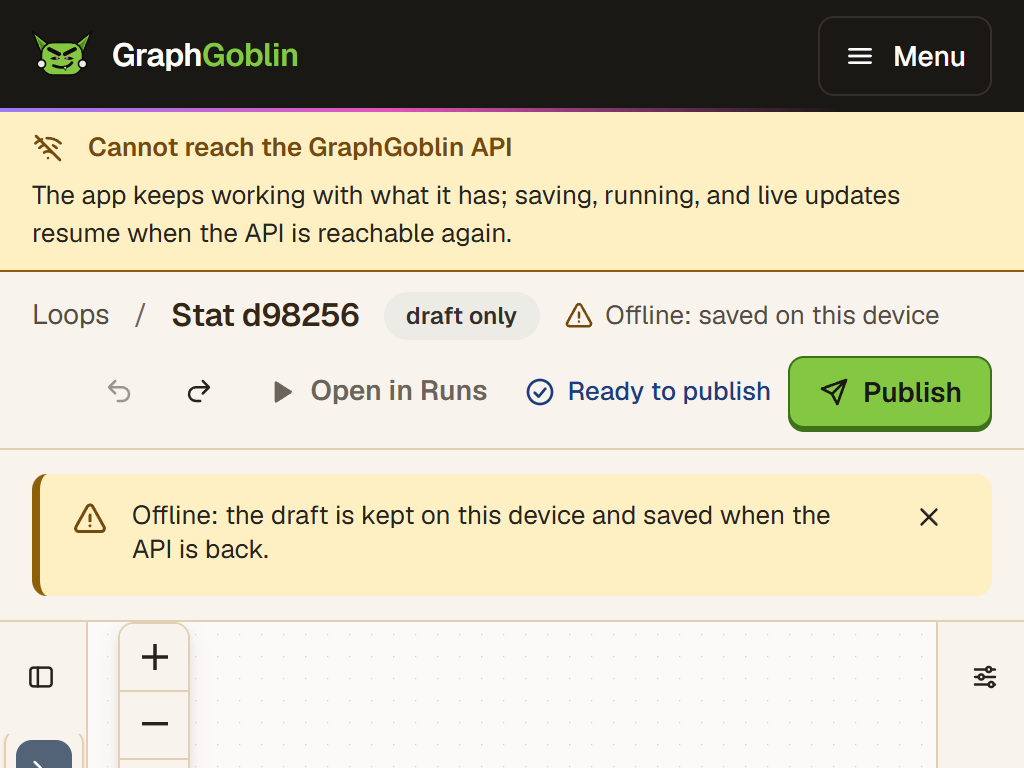 GraphGoblin
Menu
Cannot reach the GraphGoblin API
The app keeps working with what it has; saving, running, and live updates
resume when the API is reachable again.
Loops / Stat d98256 draft only Offline: saved on this device
Open in Runs Ready to publish Publish
Offline: the draft is kept on this device and saved when the
API is back.